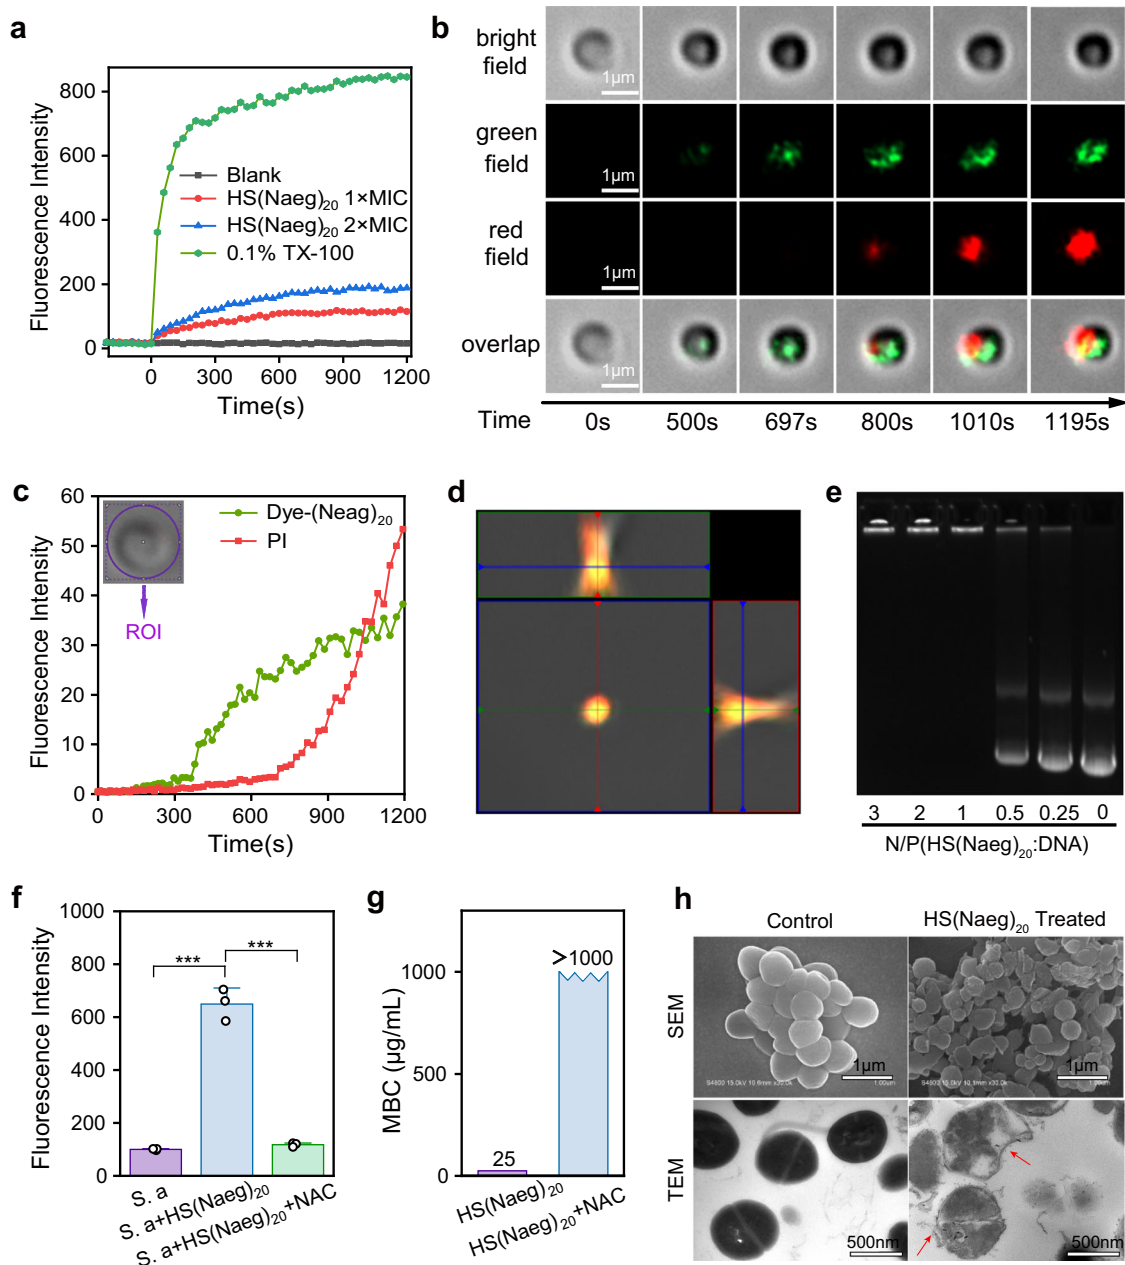 a
800
600
400
200
0
Fluorescence Intensity
Blank
HS(Naeg)20 1×MIC
HS(Naeg)20 2×MIC
0.1% TX-100
0 300 600 900 1200
Time(s)
b
bright
field
1μm
green
field
1μm
red
field
1μm
overlap
1μm
Time 0s 500s 697s 800s 1010s 1195s
c
60
50
40
30
20
10
0
Fluorescence Intensity
Dye-(Neag)20
PI
ROI
0 300 600 900 1200
Time(s)
d
e
3 2 1 0.5 0.25 0
N/P(HS(Naeg)20:DNA)
f
1000
800
600
400
200
0
Fluorescence Intensity
***
***
S. a
S. a+HS(Naeg)20
S. a+HS(Naeg)20+NAC
g
1000
500
0
MBC (μg/mL)
>1000
25
HS(Naeg)20
HS(Naeg)20+NAC
h
Control
HS(Naeg)20 Treated
SEM
1μm
1μm
TEM
500nm
500nm